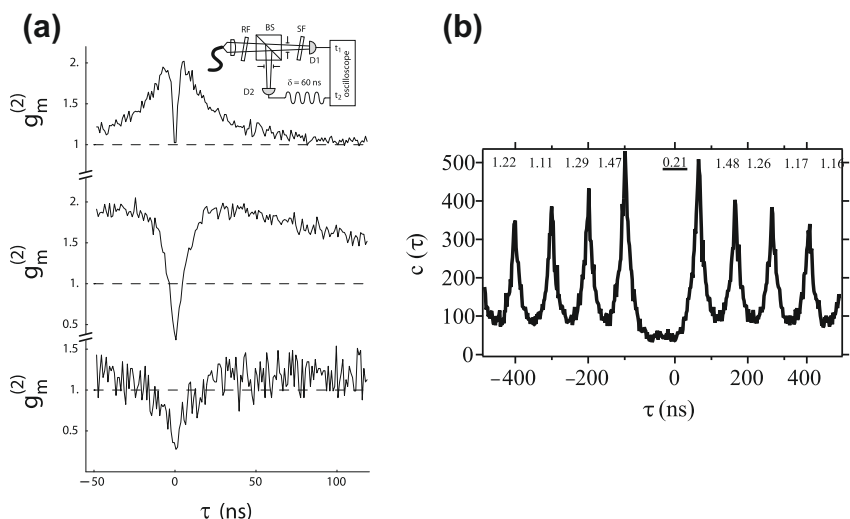 (a)
RF
BS
SF
D1
t₁
δ = 60 ns
D2
t₂
oscilloscope
g_m^(2)
2.
1.5
1
g_m^(2)
2.
1.5
1.
0.5
g_m^(2)
1.5
1.
0.5
−50
0
50
100
τ (ns)
(b)
1.22 1.11 1.29 1.47 0.21 1.48 1.26 1.17 1.16
c (τ)
500
400
300
200
100
0
−400 −200 0 200 400
τ (ns)